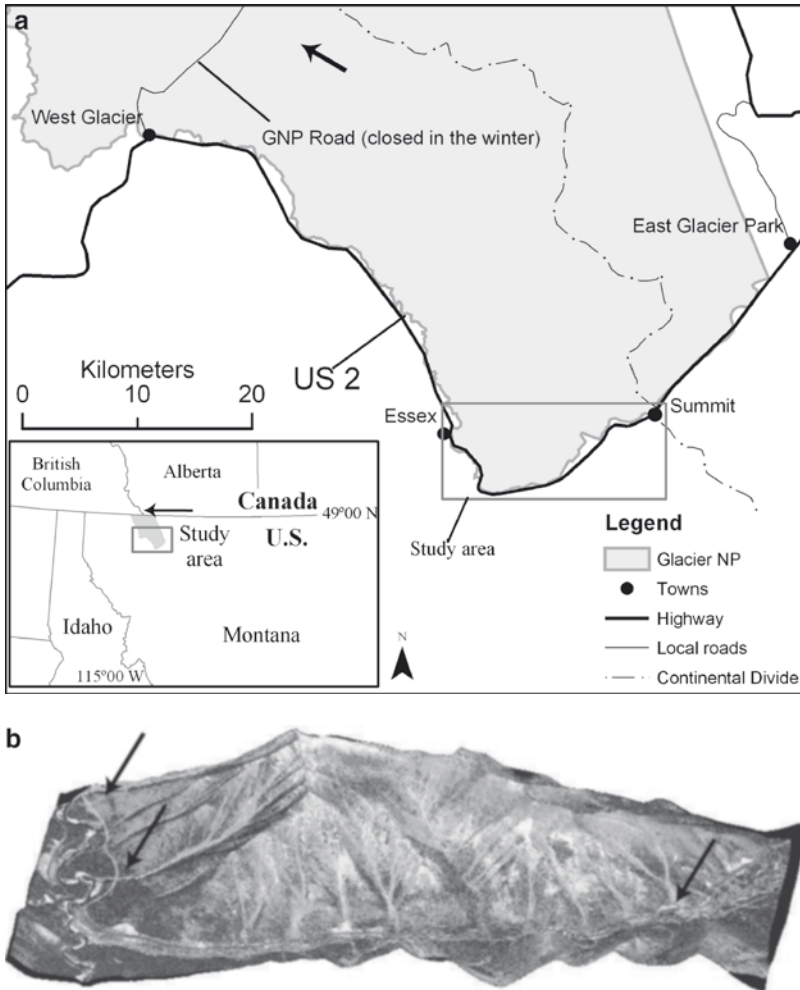 a
West Glacier
GNP Road (closed in the winter)
East Glacier Park
Kilometers
0 10 20
US 2
Essex
Summit
Study area
British
Columbia
Alberta
Canada
49°00 N
U.S.
Study
area
Idaho
Montana
115°00 W
N
Legend
Glacier NP
Towns
Highway
Local roads
Continental Divide
b